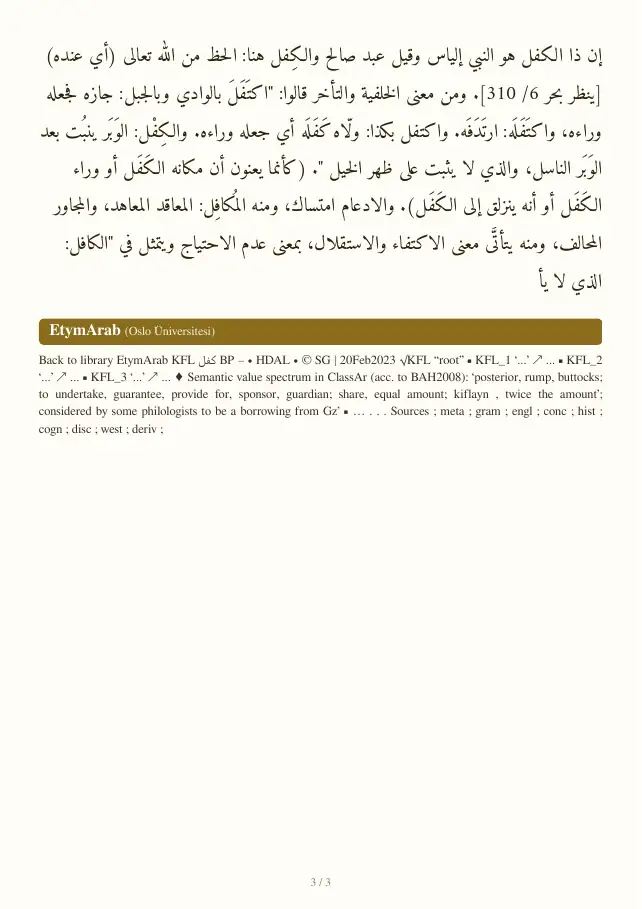 إن ذا الكفل هو النبي إلياس وقيل عبد صالح والكِفل هنا: الحظ من الله تعالى (أي عنده)
[ينظر بحر 6/ 310]. ومن معنى الخلفية والتأخر قالوا: "اكتَفَلَ بالوادي وبالجبل: جازه فجعله
وراءه، واكتَفَلَه: ارتَدَفَه. واكتفل بكذا: ولّاه كَفَلَه أي جعله وراءه. والكِفْل: الوَبَر ينبُت بعد
الوَبَر الناسل، والذي لا يثبت على ظهر الخيل ". (كأنما يعنون أن مكانه الكَفَل أو وراء
الكَفَل أو أنه ينزلق إلى الكَفَل). والادعام امتساك، ومنه المُكافِل: المعاقد المعاهد، والمجاور
المحالف، ومنه يتأتَّى معنى الاكتفاء والاستقلال، بمعنى عدم الاحتياج ويتمثل في "الكافل:
الذي لا يأ
EtymArab (Oslo Üniversitesi)
Back to library EtymArab KFL كفل BP – • HDAL • © SG | 20Feb2023 √KFL “root” ▪ KFL_1 ‘...’ ↗ ... ▪ KFL_2
‘...’ ↗ ... ▪ KFL_3 ‘...’ ↗ ... ♦ Semantic value spectrum in ClassAr (acc. to BAH2008): ‘posterior, rump, buttocks;
to undertake, guarantee, provide for, sponsor, guardian; share, equal amount; kiflayn , twice the amount’;
considered by some philologists to be a borrowing from Gz’ ▪ … . . . Sources ; meta ; gram ; engl ; conc ; hist ;
cogn ; disc ; west ; deriv ;
3 / 3